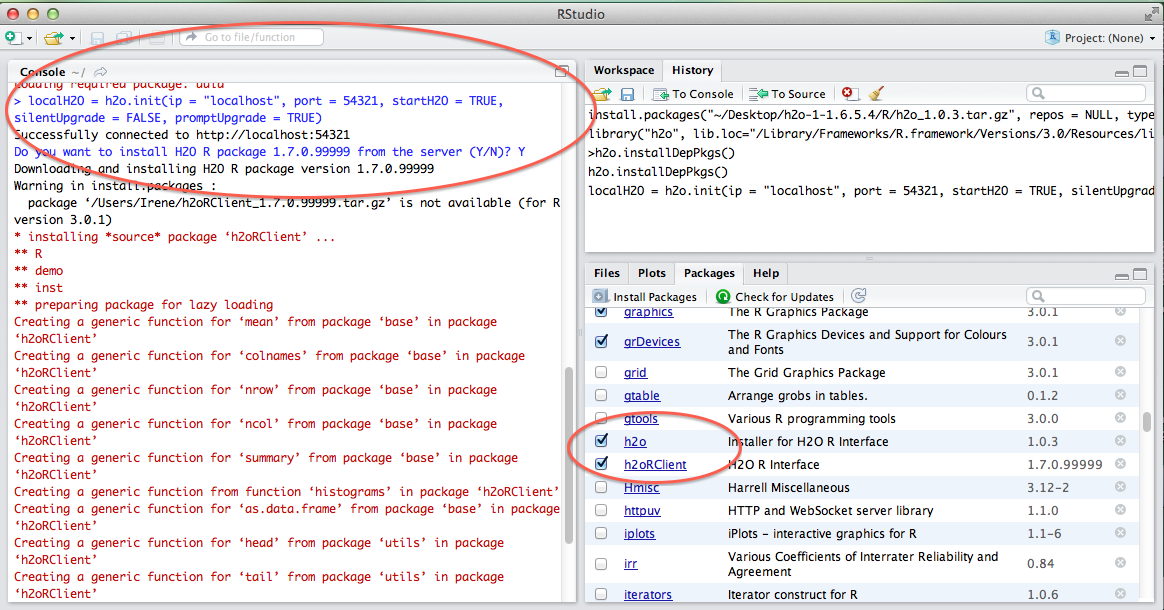 RStudio
Go to file/function
Project: (None)
Console ~/
Loading required package: uuid
> localH2O = h2o.init(ip = "localhost", port = 54321, startH2O = TRUE,
silentUpgrade = FALSE, promptUpgrade = TRUE)
Successfully connected to http://localhost:54321
Do you want to install H2O R package 1.7.0.99999 from the server (Y/N)? Y
Downloading and installing H2O R package version 1.7.0.99999
Warning in install.packages :
package ‘/Users/Irene/h2oRClient_1.7.0.99999.tar.gz’ is not available (for R
version 3.0.1)
* installing *source* package ‘h2oRClient’ ...
** R
** demo
** inst
** preparing package for lazy loading
Creating a generic function for ‘mean’ from package ‘base’ in package
‘h2oRClient’
Creating a generic function for ‘colnames’ from package ‘base’ in package
‘h2oRClient’
Creating a generic function for ‘nrow’ from package ‘base’ in package
‘h2oRClient’
Creating a generic function for ‘ncol’ from package ‘base’ in package
‘h2oRClient’
Creating a generic function for ‘summary’ from package ‘base’ in package
‘h2oRClient’
Creating a generic function from function ‘histograms’ in package ‘h2oRClient’
Creating a generic function for ‘as.data.frame’ from package ‘base’ in package
‘h2oRClient’
Creating a generic function for ‘head’ from package ‘utils’ in package
‘h2oRClient’
Creating a generic function for ‘tail’ from package ‘utils’ in package
‘h2oRClient’
Workspace History
To Console To Source
install.packages("~/Desktop/h2o-1-1.6.5.4/R/h2o_1.0.3.tar.gz", repos = NULL, type
library("h2o", lib.loc="/Library/Frameworks/R.framework/Versions/3.0/Resources/li
>h2o.installDepPkgs()
h2o.installDepPkgs()
localH2O = h2o.init(ip = "localhost", port = 54321, startH2O = TRUE, silentUpgrad
Files Plots Packages Help
Install Packages Check for Updates
graphics The R Graphics Package 3.0.1
grDevices The R Graphics Devices and Support for Colours and Fonts 3.0.1
grid The Grid Graphics Package 3.0.1
gtable Arrange grobs in tables. 0.1.2
gtools Various R programming tools 3.0.0
h2o Installer for H2O R Interface 1.0.3
h2oRClient H2O R Interface 1.7.0.99999
Hmisc Harrell Miscellaneous 3.12-2
httpuv HTTP and WebSocket server library 1.1.0
iplots iPlots - interactive graphics for R 1.1-6
irr Various Coefficients of Interrater Reliability and Agreement 0.84
iterators Iterator construct for R 1.0.6